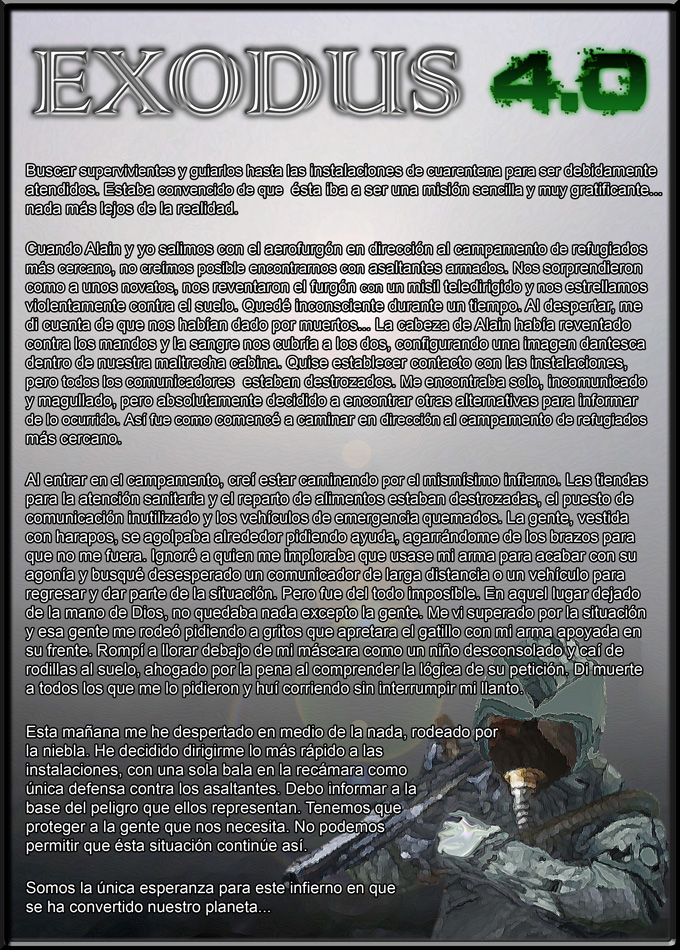 EXODUS 4.0
Buscar supervivientes y guiarlos hasta las instalaciones de cuarentena para ser debidamente
atendidos. Estaba convencido de que ésta iba a ser una misión sencilla y muy gratificante...
nada más lejos de la realidad.
Cuando Alain y yo salimos con el aerofurgón en dirección al campamento de refugiados
más cercano, no creímos posible encontrarnos con asaltantes armados. Nos sorprendieron
como a unos novatos, nos reventaron el furgón con un misil teledirigido y nos estrellamos
violentamente contra el suelo. Quedé inconsciente durante un tiempo. Al despertar, me
di cuenta de que nos habían dado por muertos... La cabeza de Alain había reventado
contra los mandos y la sangre nos cubría a los dos, configurando una imagen dantesca
dentro de nuestra maltrecha cabina. Quise establecer contacto con las instalaciones,
pero todos los comunicadores estaban destrozados. Me encontraba solo, incomunicado
y magullado, pero absolutamente decidido a encontrar otras alternativas para informar
de lo ocurrido. Así fue como comencé a caminar en dirección al campamento de refugiados
más cercano.
Al entrar en el campamento, creí estar caminando por el mismísimo infierno. Las tiendas
para la atención sanitaria y el reparto de alimentos estaban destrozadas, el puesto de
comunicación inutilizado y los vehículos de emergencia quemados. La gente, vestida
con harapos, se agolpaba alrededor pidiendo ayuda, agarrándome de los brazos para
que no me fuera. Ignoré a quien me imploraba que usase mi arma para acabar con su
agonía y busqué desesperado un comunicador de larga distancia o un vehículo para
regresar y dar parte de la situación. Pero fue del todo imposible. En aquel lugar dejado
de la mano de Dios, no quedaba nada excepto la gente. Me vi superado por la situación
y esa gente me rodeó pidiendo a gritos que apretara el gatillo con mi arma apoyada en
su frente. Rompí a llorar debajo de mi máscara como un niño desconsolado y caí de
rodillas al suelo, ahogado por la pena al comprender la lógica de su petición. Di muerte
a todos los que me lo pidieron y huí corriendo sin interrumpir mi llanto.
Esta mañana me he despertado en medio de la nada, rodeado por
la niebla. He decidido dirigirme lo más rápido a las
instalaciones, con una sola bala en la recámara como
única defensa contra los asaltantes. Debo informar a la
base del peligro que ellos representan. Tenemos que
proteger a la gente que nos necesita. No podemos
permitir que ésta situación continúe así.
Somos la única esperanza para este infierno en que
se ha convertido nuestro planeta...